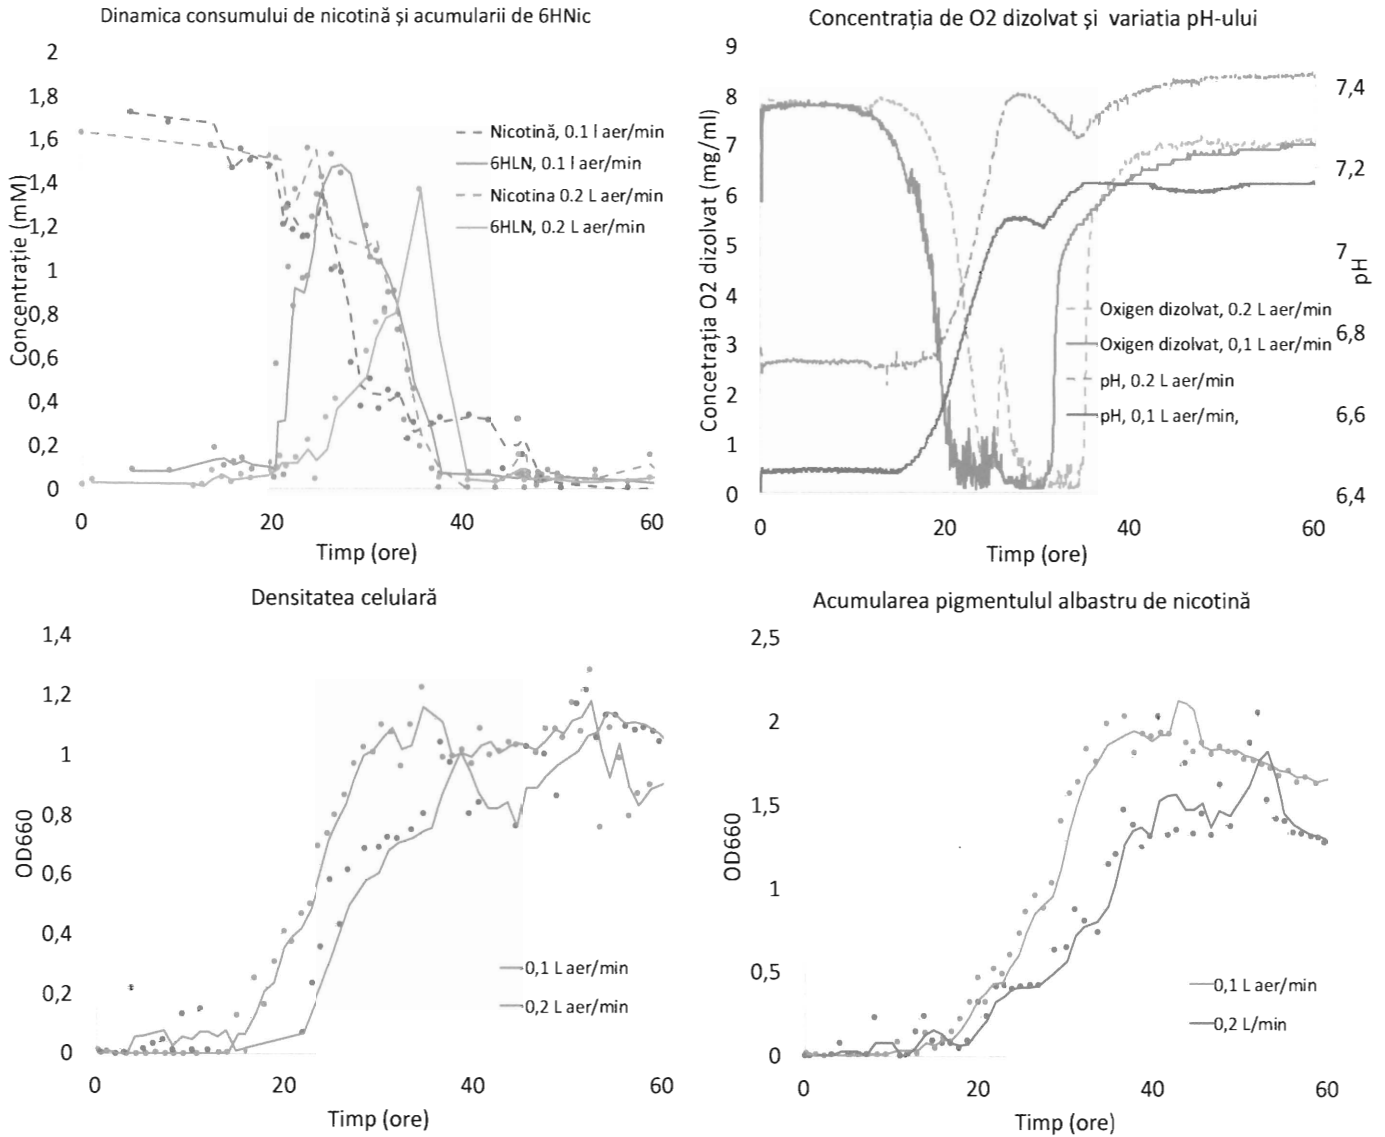 Dinamica consumului de nicotină și acumularii de 6HNic
2
1,8
1,6
1,4
1,2
1
0,8
0,6
0,4
0,2
0
Concentrație (mM)
Nicotină, 0.1 l aer/min
6HLN, 0.1 l aer/min
Nicotina 0.2 L aer/min
6HLN, 0.2 L aer/min
0 20 40 60
Timp (ore)
Concentrația de O2 dizolvat și variatia pH-ului
9
8
7
6
5
4
3
2
1
0
Concetrația O2 dizolvat (mg/ml)
7,4
7,2
7
6,8
6,6
6,4
pH
Oxigen dizolvat, 0.2 L aer/min
Oxigen dizolvat, 0,1 L aer/min
pH, 0.2 L aer/min
pH, 0,1 L aer/min,
0 20 40 60
Timp (ore)
Densitatea celulară
1,4
1,2
1
0,8
0,6
0,4
0,2
0
OD660
0,1 L aer/min
0,2 L aer/min
0 20 40 60
Timp (ore)
Acumularea pigmentulul albastru de nicotină
2,5
2
1,5
1
0,5
0
OD660
0,1 L aer/min
0,2 L/min
0 20 40 60
Timp (ore)